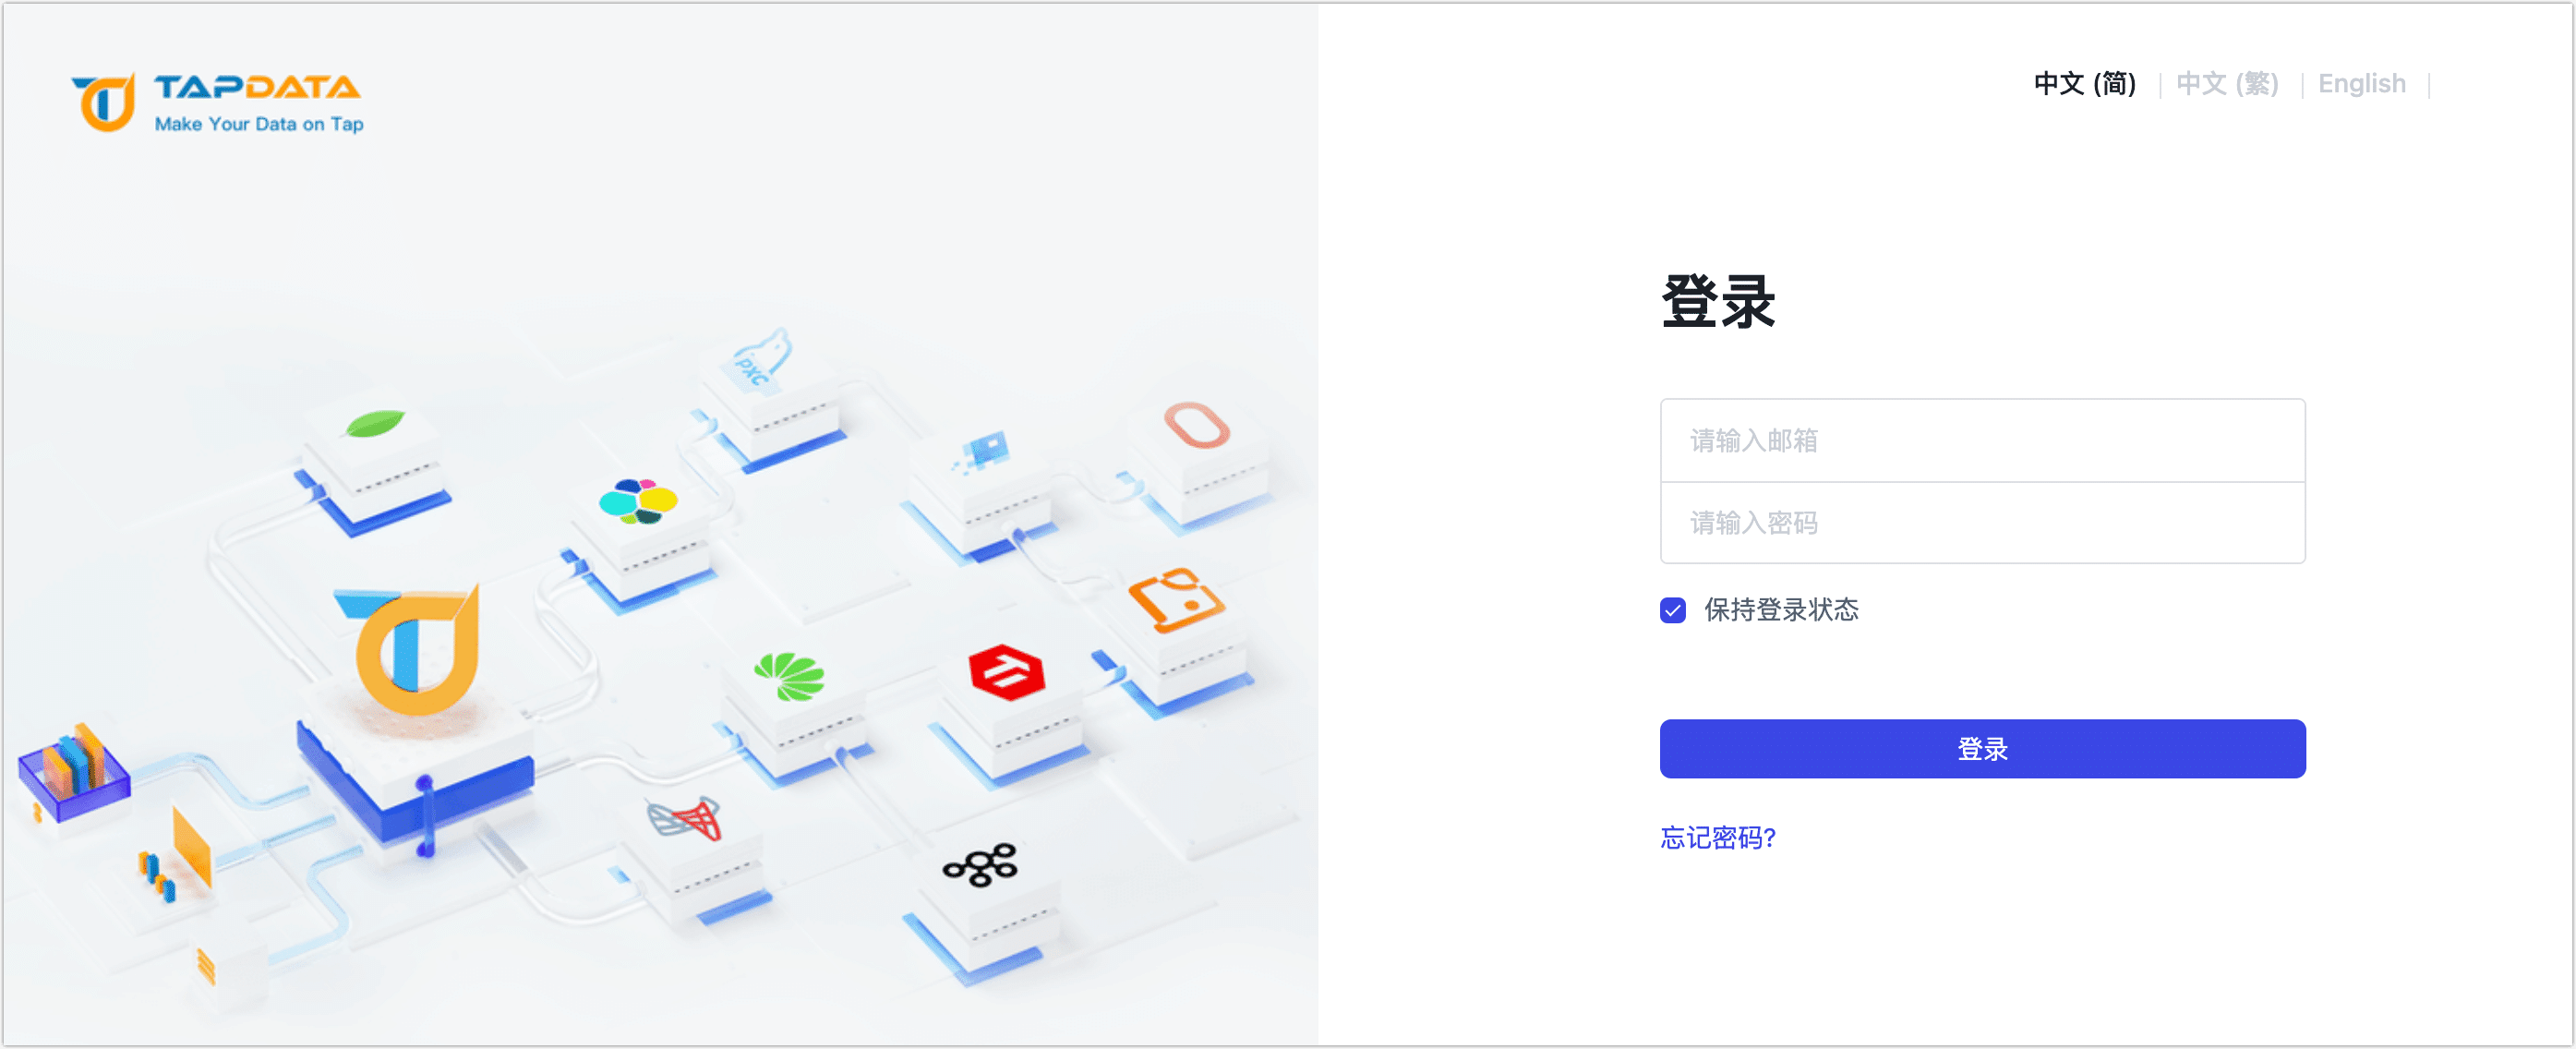 TAPDATA
Make Your Data on Tap
中文 (简) | 中文 (繁) | English |
pxc
登录
请输入邮箱
请输入密码
保持登录状态
登录
忘记密码?